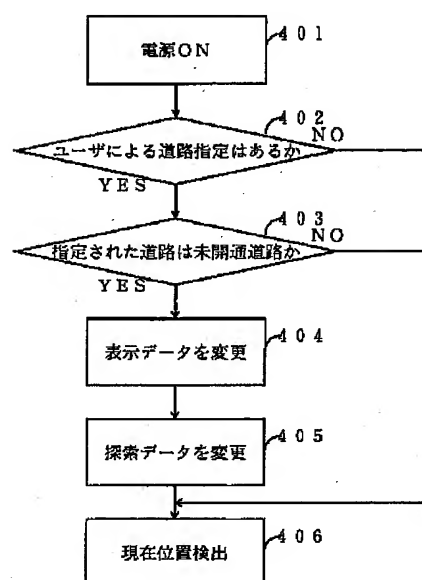 401
電源ON
402
ユーザによる道路指定はあるか
NO
YES
403
指定された道路は未開通道路か
NO
YES
404
表示データを変更
405
探索データを変更
406
現在位置検出